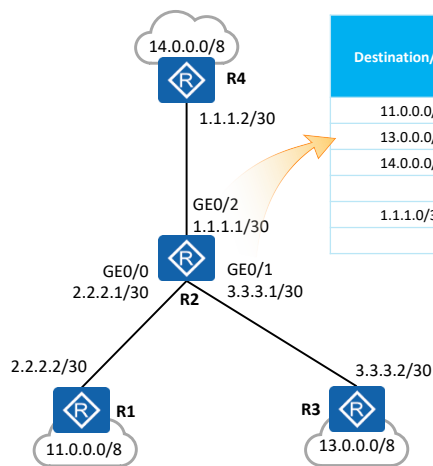 14.0.0.0/8
R
R4
1.1.1.2/30
Destination/
11.0.0.0/
13.0.0.0/
14.0.0.0/
1.1.1.0/3
GE0/2
1.1.1.1/30
R
GE0/0
2.2.2.1/30
R2
GE0/1
3.3.3.1/30
2.2.2.2/30
R
R1
11.0.0.0/8
3.3.3.2/30
R3
R
13.0.0.0/8